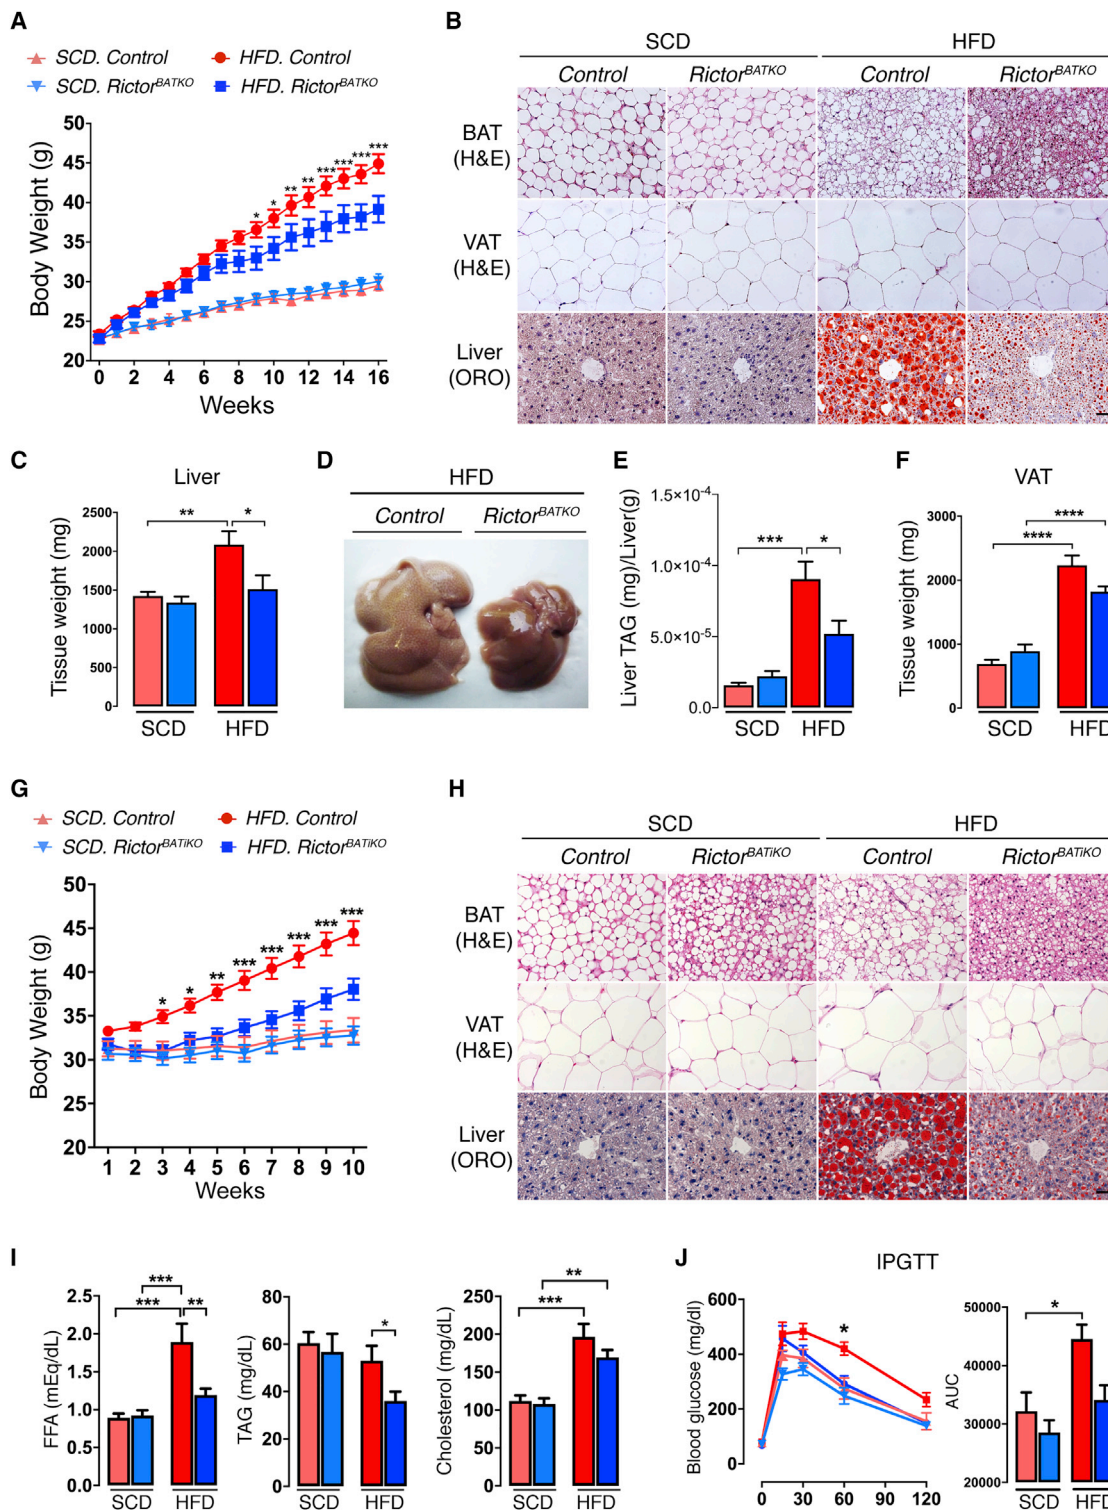 A
SCD. Control
HFD. Control
SCD. Rictor^BATKO
HFD. Rictor^BATKO
Body Weight (g)
50
45
40
35
30
25
20
*
*
**
**
***
***
***
***
0 2 4 6 8 10 12 14 16
Weeks
B
SCD HFD
Control Rictor^BATKO Control Rictor^BATKO
BAT
(H&E)
VAT
(H&E)
Liver
(ORO)
C
Liver
Tissue weight (mg)
2500
2000
1500
1000
500
0
** *
SCD HFD
D
HFD
Control Rictor^BATKO
E
Liver TAG (mg)/Liver(g)
1.5×10^-4
1.0×10^-4
5.0×10^-5
0.0
*** *
SCD HFD
F
VAT
Tissue weight (mg)
3000
2000
1000
0
****
****
SCD HFD
G
SCD. Control
HFD. Control
SCD. Rictor^BATiKO
HFD. Rictor^BATiKO
Body Weight (g)
50
45
40
35
30
25
20
* * ** *** *** *** *** ***
1 2 3 4 5 6 7 8 9 10
Weeks
H
SCD HFD
Control Rictor^BATiKO Control Rictor^BATiKO
BAT
(H&E)
VAT
(H&E)
Liver
(ORO)
I
FFA (mEq/dL)
2.5
2.0
1.5
1.0
0.5
0.0
***
*** **
SCD HFD
TAG (mg/dL)
80
60
40
20
0
*
SCD HFD
Cholesterol (mg/dL)
250
200
150
100
50
0
**
***
SCD HFD
J
IPGTT
Blood glucose (mg/dl)
600
400
200
0
*
0 30 60 90 120
AUC
50000
40000
30000
20000
*
SCD HFD